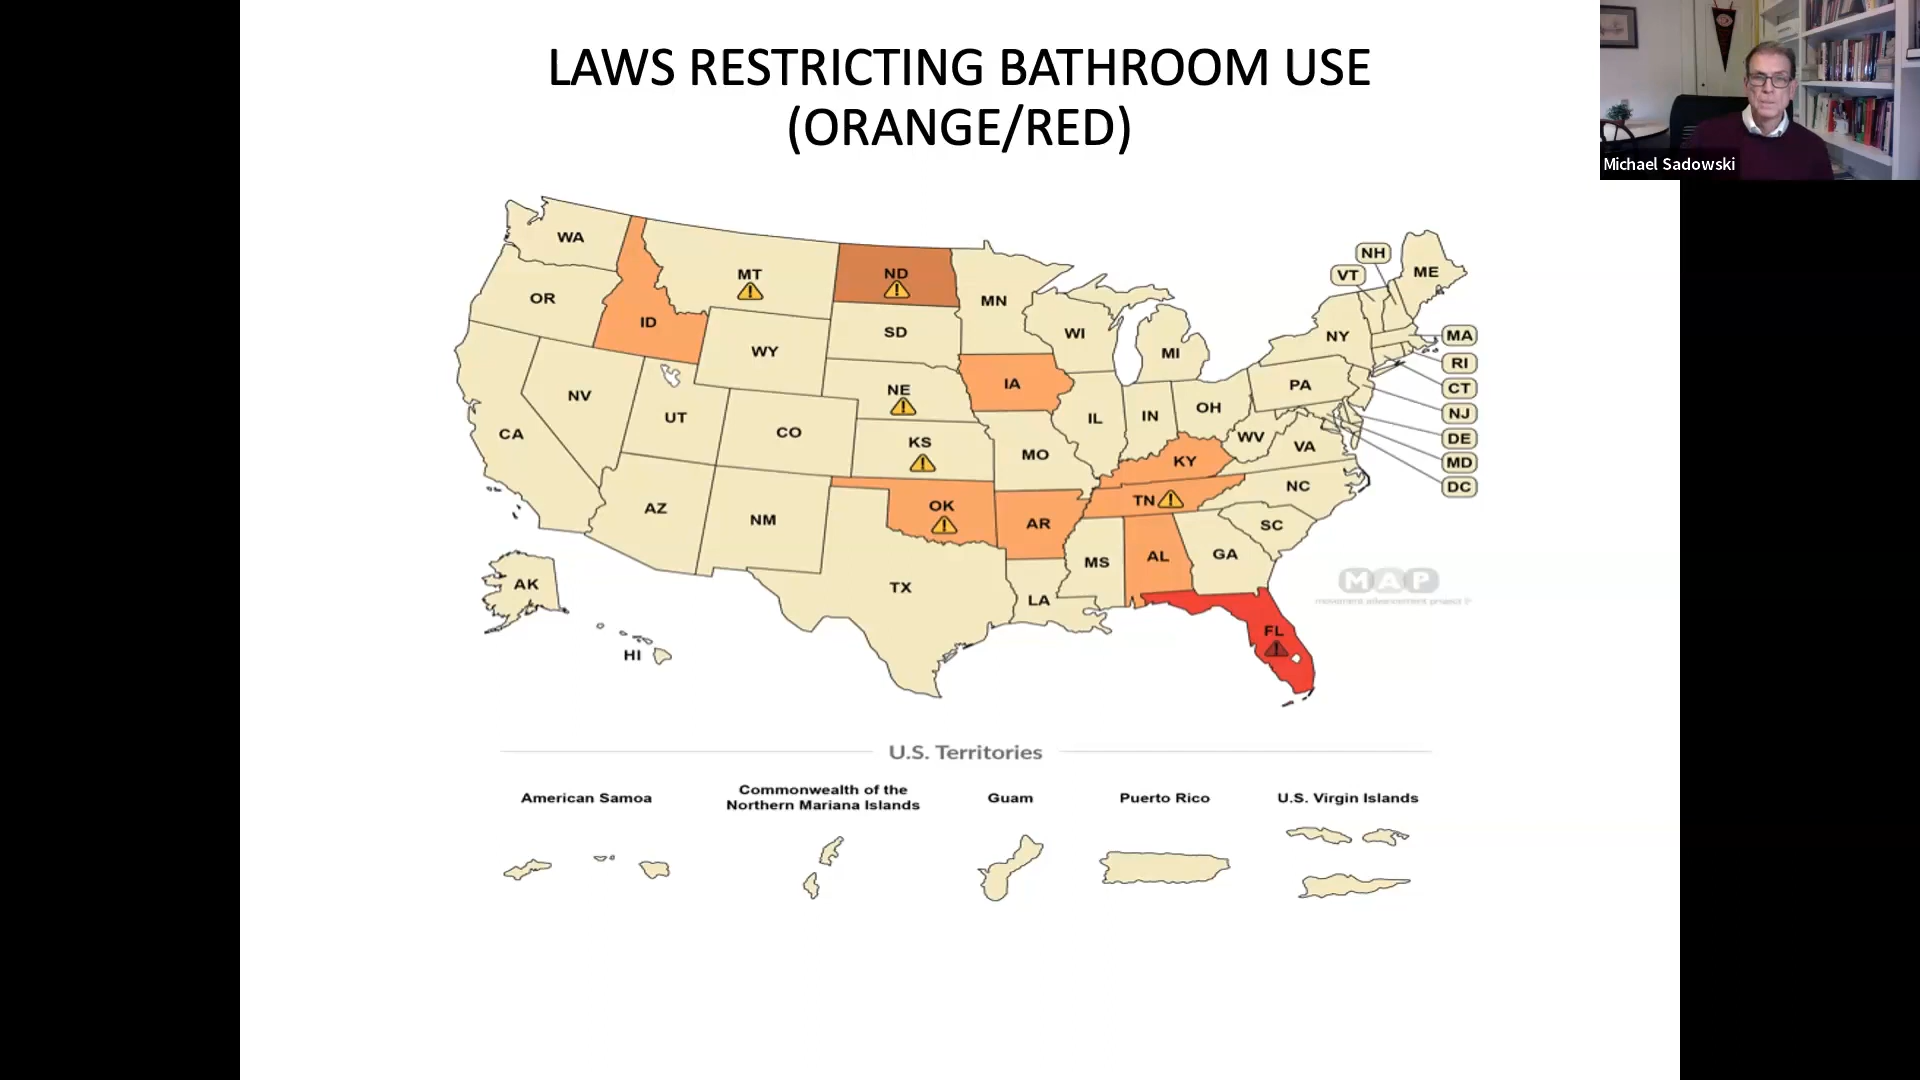 LAWS RESTRICTING BATHROOM USE
(ORANGE/RED)
Michael Sadowski
WA
MT
ND
MN
OR
ID
SD
WI
MI
NY
VT
NH
ME
MA
RI
CT
NJ
DE
MD
DC
WY
NE
IA
PA
NV
UT
CO
KS
MO
IL
IN
OH
WV
VA
CA
KY
AZ
NM
OK
AR
TN
NC
SC
MS
AL
GA
TX
LA
FL
AK
HI
MAP
movement advancement project
U.S. Territories
American Samoa
Commonwealth of the
Northern Mariana Islands
Guam
Puerto Rico
U.S. Virgin Islands